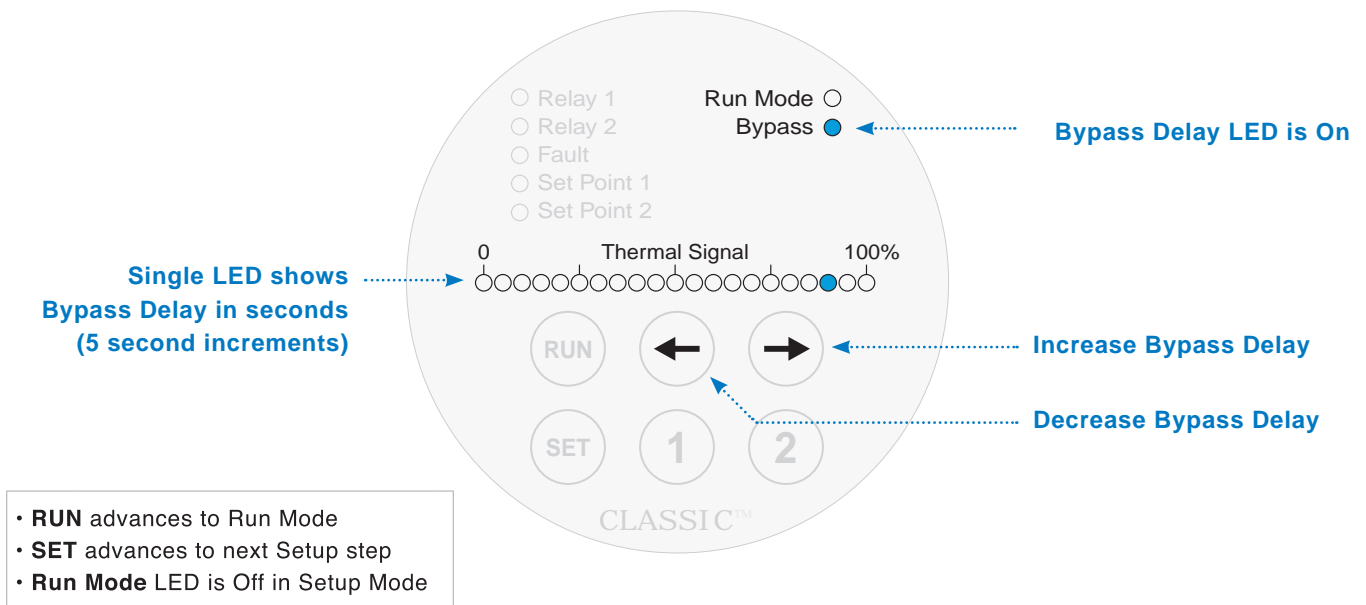 Relay 1
Run Mode
Relay 2
Bypass
Bypass Delay LED is On
Fault
Set Point 1
Set Point 2
0
Thermal Signal
100%
Single LED shows
Bypass Delay in seconds
(5 second increments)
RUN
Increase Bypass Delay
Decrease Bypass Delay
SET
1
2
CLASSIC™
• RUN advances to Run Mode
• SET advances to next Setup step
• Run Mode LED is Off in Setup Mode